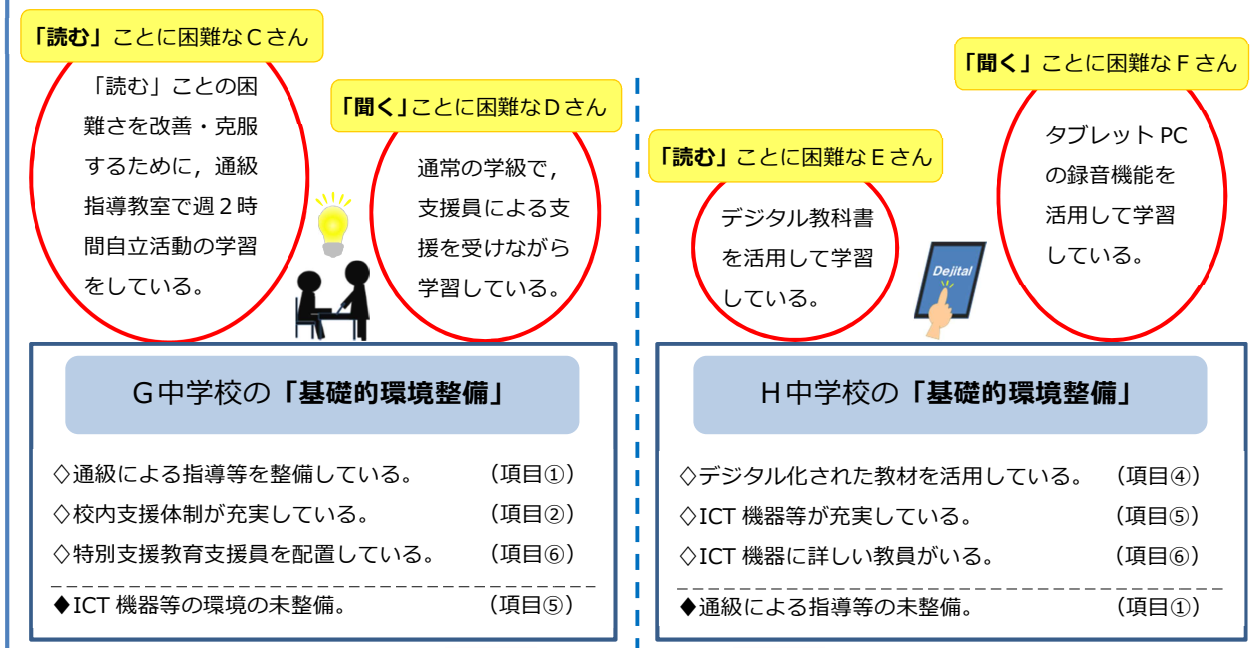 「読む」ことに困難なCさん
「読む」ことの困
難さを改善・克服
するために，通級
指導教室で週２時
間自立活動の学習
をしている。
「聞く」ことに困難なDさん
通常の学級で，
支援員による支
援を受けながら
学習している。
G中学校の「基礎的環境整備」
◇通級による指導等を整備している。 （項目①）
◇校内支援体制が充実している。 （項目②）
◇特別支援教育支援員を配置している。 （項目⑥）
◆ICT 機器等の環境の未整備。 （項目⑤）
「読む」ことに困難なEさん
デジタル教科書
を活用して学習
している。
Dejital
「聞く」ことに困難なFさん
タブレット PC
の録音機能を
活用して学習
している。
H中学校の「基礎的環境整備」
◇デジタル化された教材を活用している。 （項目④）
◇ICT 機器等が充実している。 （項目⑤）
◇ICT 機器に詳しい教員がいる。 （項目⑥）
◆通級による指導等の未整備。 （項目①）